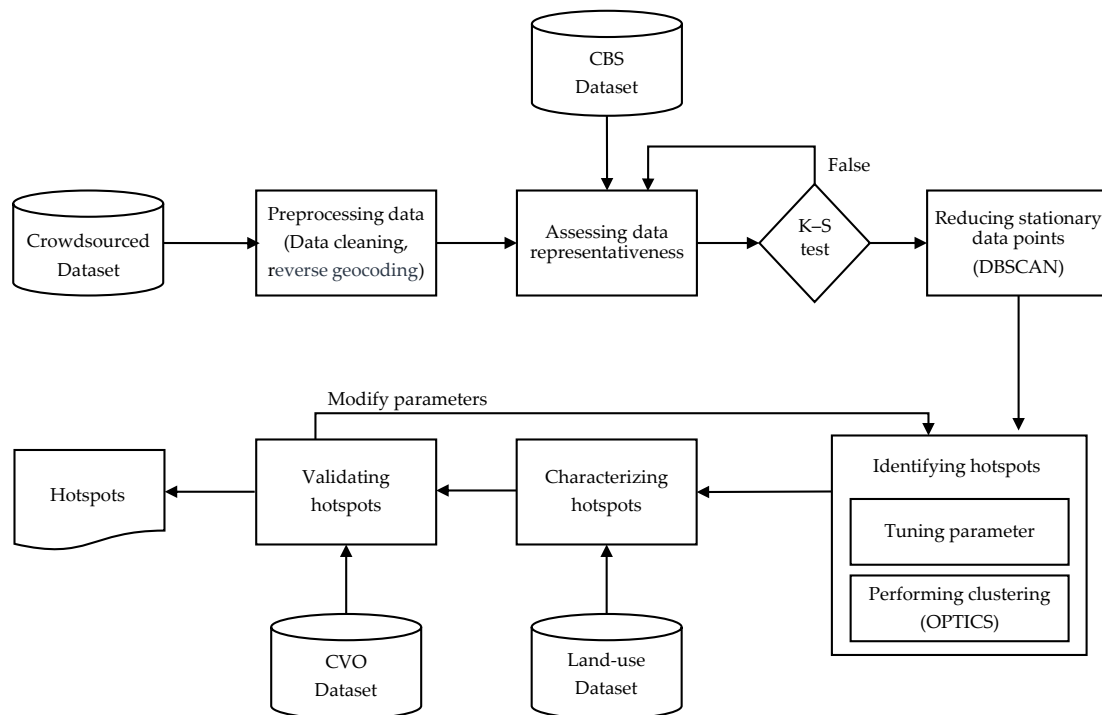 CBS
Dataset
False
Crowdsourced
Dataset
Preprocessing data
(Data cleaning,
reverse geocoding)
Assessing data
representativeness
K–S
test
Reducing stationary
data points
(DBSCAN)
Modify parameters
Hotspots
Validating
hotspots
Characterizing
hotspots
Identifying hotspots
Tuning parameter
Performing clustering
(OPTICS)
CVO
Dataset
Land-use
Dataset